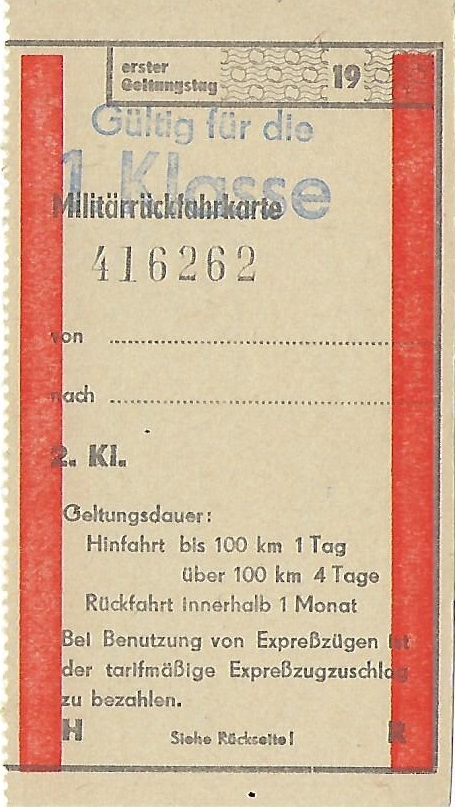 erster
Geltungstag 19
Gültig für die
1 Klasse
Militärrückfahrkarte
416262
von
nach
2. Kl.
Geltungsdauer:
Hinfahrt bis 100 km 1 Tag
über 100 km 4 Tage
Rückfahrt innerhalb 1 Monat
Bei Benutzung von Expreßzügen ist
der tarifmäßige Expreßzugzuschlag
zu bezahlen.
H Siehe Rückseite! R